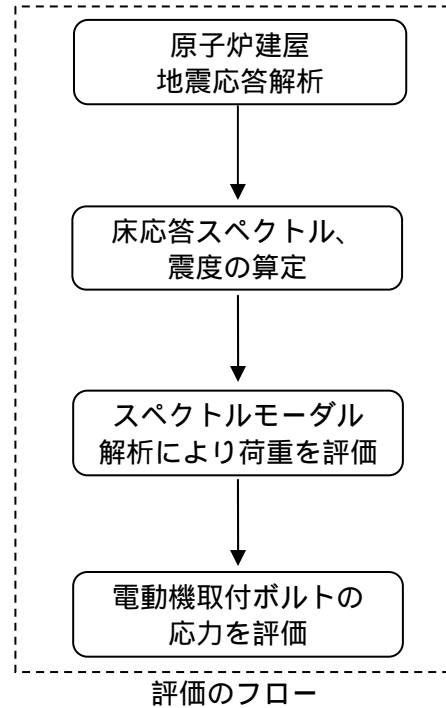 原子炉建屋
地震応答解析
床応答スペクトル、
震度の算定
スペクトルモーダル
解析により荷重を評価
電動機取付ボルトの
応力を評価
評価のフロー